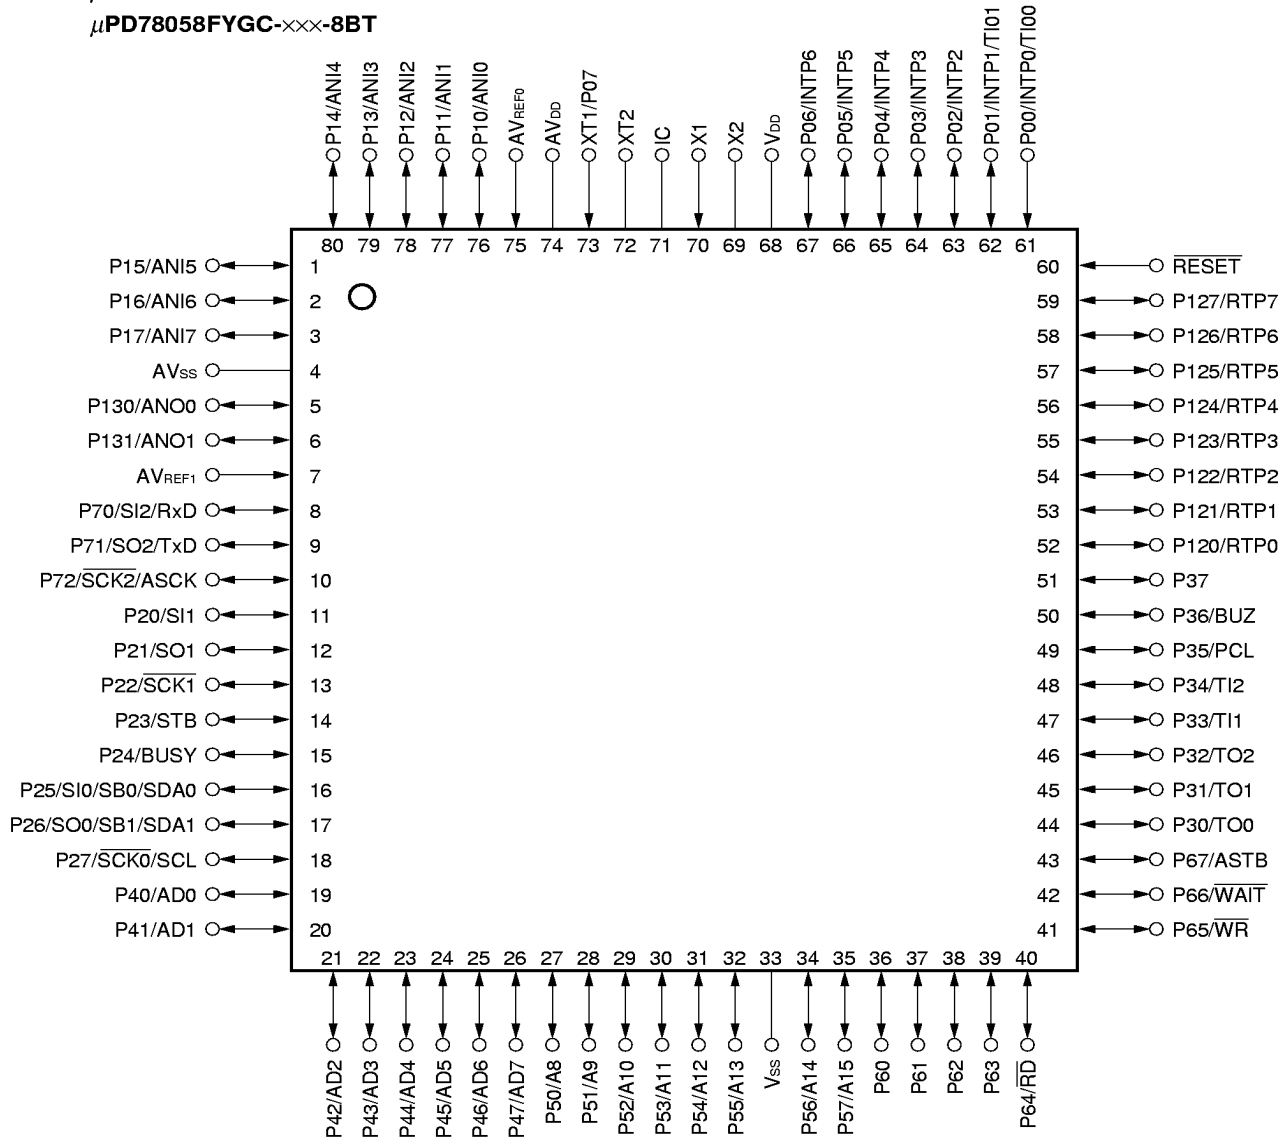 μPD78058FYGC-×××-8BT
P14/ANI4
P13/ANI3
P12/ANI2
P11/ANI1
P10/ANI0
AVREF0
AVDD
XT1/P07
XT2
IC
X1
X2
VDD
P06/INTP6
P05/INTP5
P04/INTP4
P03/INTP3
P02/INTP2
P01/INTP1/TI01
P00/INTP0/TI00
80 79 78 77 76 75 74 73 72 71 70 69 68 67 66 65 64 63 62 61
P15/ANI5 1
P16/ANI6 2
P17/ANI7 3
AVSS 4
P130/ANO0 5
P131/ANO1 6
AVREF1 7
P70/SI2/RxD 8
P71/SO2/TxD 9
P72/SCK2/ASCK 10
P20/SI1 11
P21/SO1 12
P22/SCK1 13
P23/STB 14
P24/BUSY 15
P25/SI0/SB0/SDA0 16
P26/SO0/SB1/SDA1 17
P27/SCK0/SCL 18
P40/AD0 19
P41/AD1 20
60 RESET
59 P127/RTP7
58 P126/RTP6
57 P125/RTP5
56 P124/RTP4
55 P123/RTP3
54 P122/RTP2
53 P121/RTP1
52 P120/RTP0
51 P37
50 P36/BUZ
49 P35/PCL
48 P34/TI2
47 P33/TI1
46 P32/TO2
45 P31/TO1
44 P30/TO0
43 P67/ASTB
42 P66/WAIT
41 P65/WR
21 22 23 24 25 26 27 28 29 30 31 32 33 34 35 36 37 38 39 40
P42/AD2
P43/AD3
P44/AD4
P45/AD5
P46/AD6
P47/AD7
P50/A8
P51/A9
P52/A10
P53/A11
P54/A12
P55/A13
VSS
P56/A14
P57/A15
P60
P61
P62
P63
P64/RD